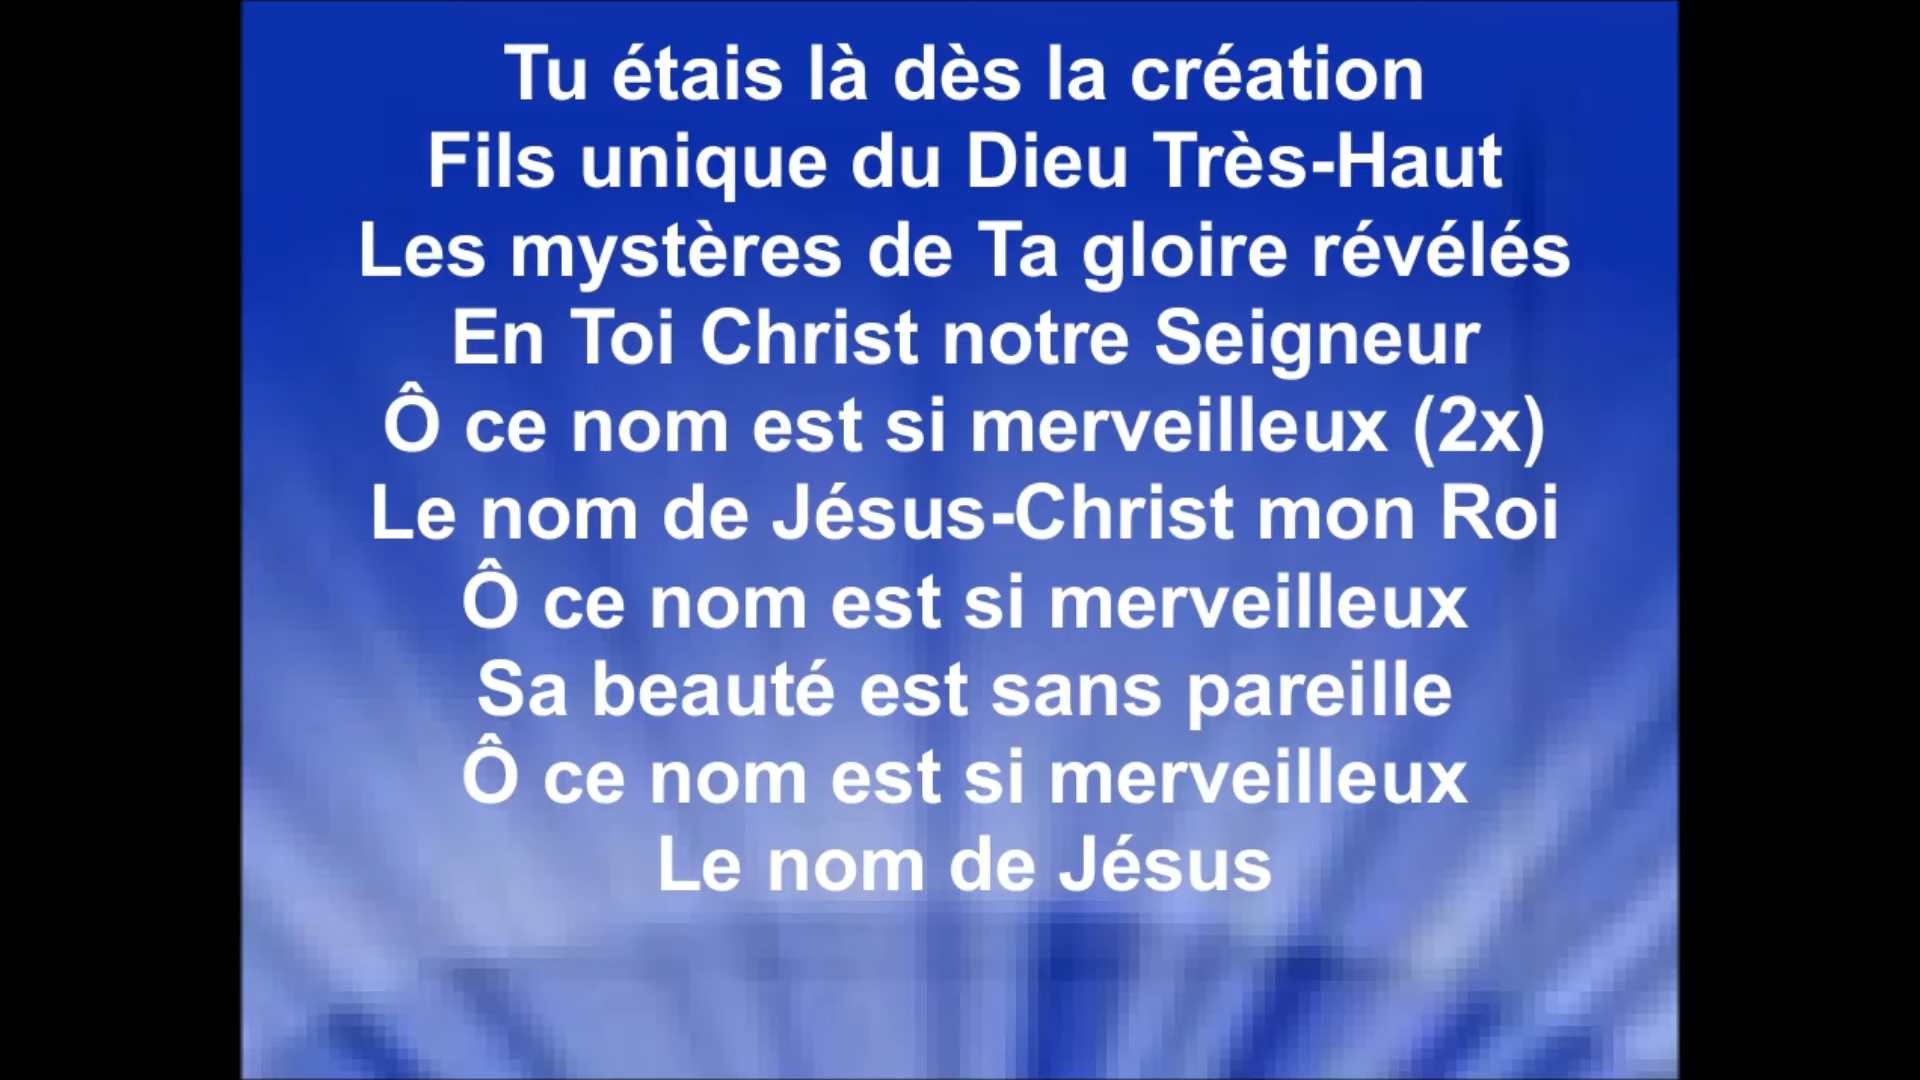 Tu étais là dès la création
Fils unique du Dieu Très-Haut
Les mystères de Ta gloire révélés
En Toi Christ notre Seigneur
Ô ce nom est si merveilleux (2x)
Le nom de Jésus-Christ mon Roi
Ô ce nom est si merveilleux
Sa beauté est sans pareille
Ô ce nom est si merveilleux
Le nom de Jésus